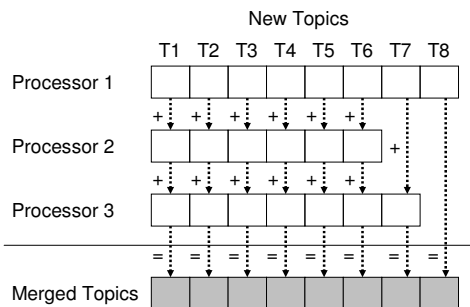 New Topics
T1 T2 T3 T4 T5 T6 T7 T8
Processor 1
+ + + + + +
Processor 2 +
+ + + + + +
Processor 3
= = = = = = = =
Merged Topics